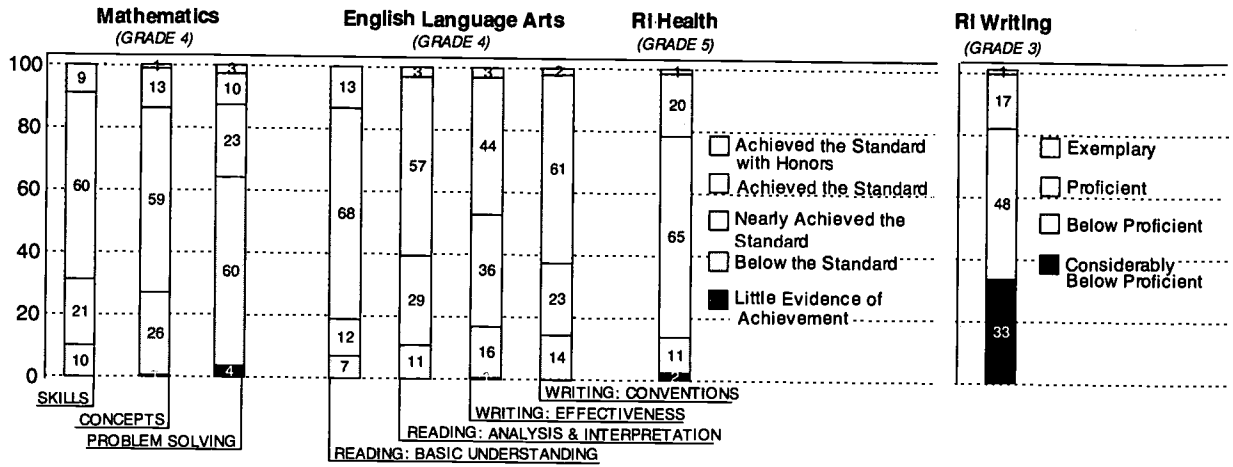 Mathematics
(GRADE 4)
English Language Arts
(GRADE 4)
RI Health
(GRADE 5)
RI Writing
(GRADE 3)
100
80
60
40
20
0
9
60
21
10
1
13
59
26
3
10
23
60
4
13
68
12
7
3
57
29
11
3
44
36
16
2
61
23
14
1
20
65
11
2
Achieved the Standard
with Honors
Achieved the Standard
Nearly Achieved the
Standard
Below the Standard
Little Evidence of
Achievement
1
17
48
33
Exemplary
Proficient
Below Proficient
Considerably
Below Proficient
SKILLS
CONCEPTS
PROBLEM SOLVING
WRITING: CONVENTIONS
WRITING: EFFECTIVENESS
READING: ANALYSIS & INTERPRETATION
READING: BASIC UNDERSTANDING